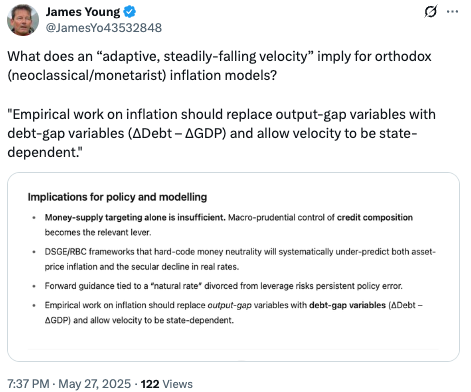 James Young
@JamesYo43532848
What does an “adaptive, steadily-falling velocity” imply for orthodox
(neoclassical/monetarist) inflation models?
"Empirical work on inflation should replace output-gap variables with
debt-gap variables (ΔDebt – ΔGDP) and allow velocity to be state-
dependent."
Implications for policy and modelling
• Money-supply targeting alone is insufficient. Macro-prudential control of credit composition
becomes the relevant lever.
• DSGE/RBC frameworks that hard-code money neutrality will systematically under-predict both asset-
price inflation and the secular decline in real rates.
• Forward guidance tied to a “natural rate” divorced from leverage risks persistent policy error.
• Empirical work on inflation should replace output-gap variables with debt-gap variables (ΔDebt –
ΔGDP) and allow velocity to be state-dependent.
7:37 PM · May 27, 2025 · 122 Views